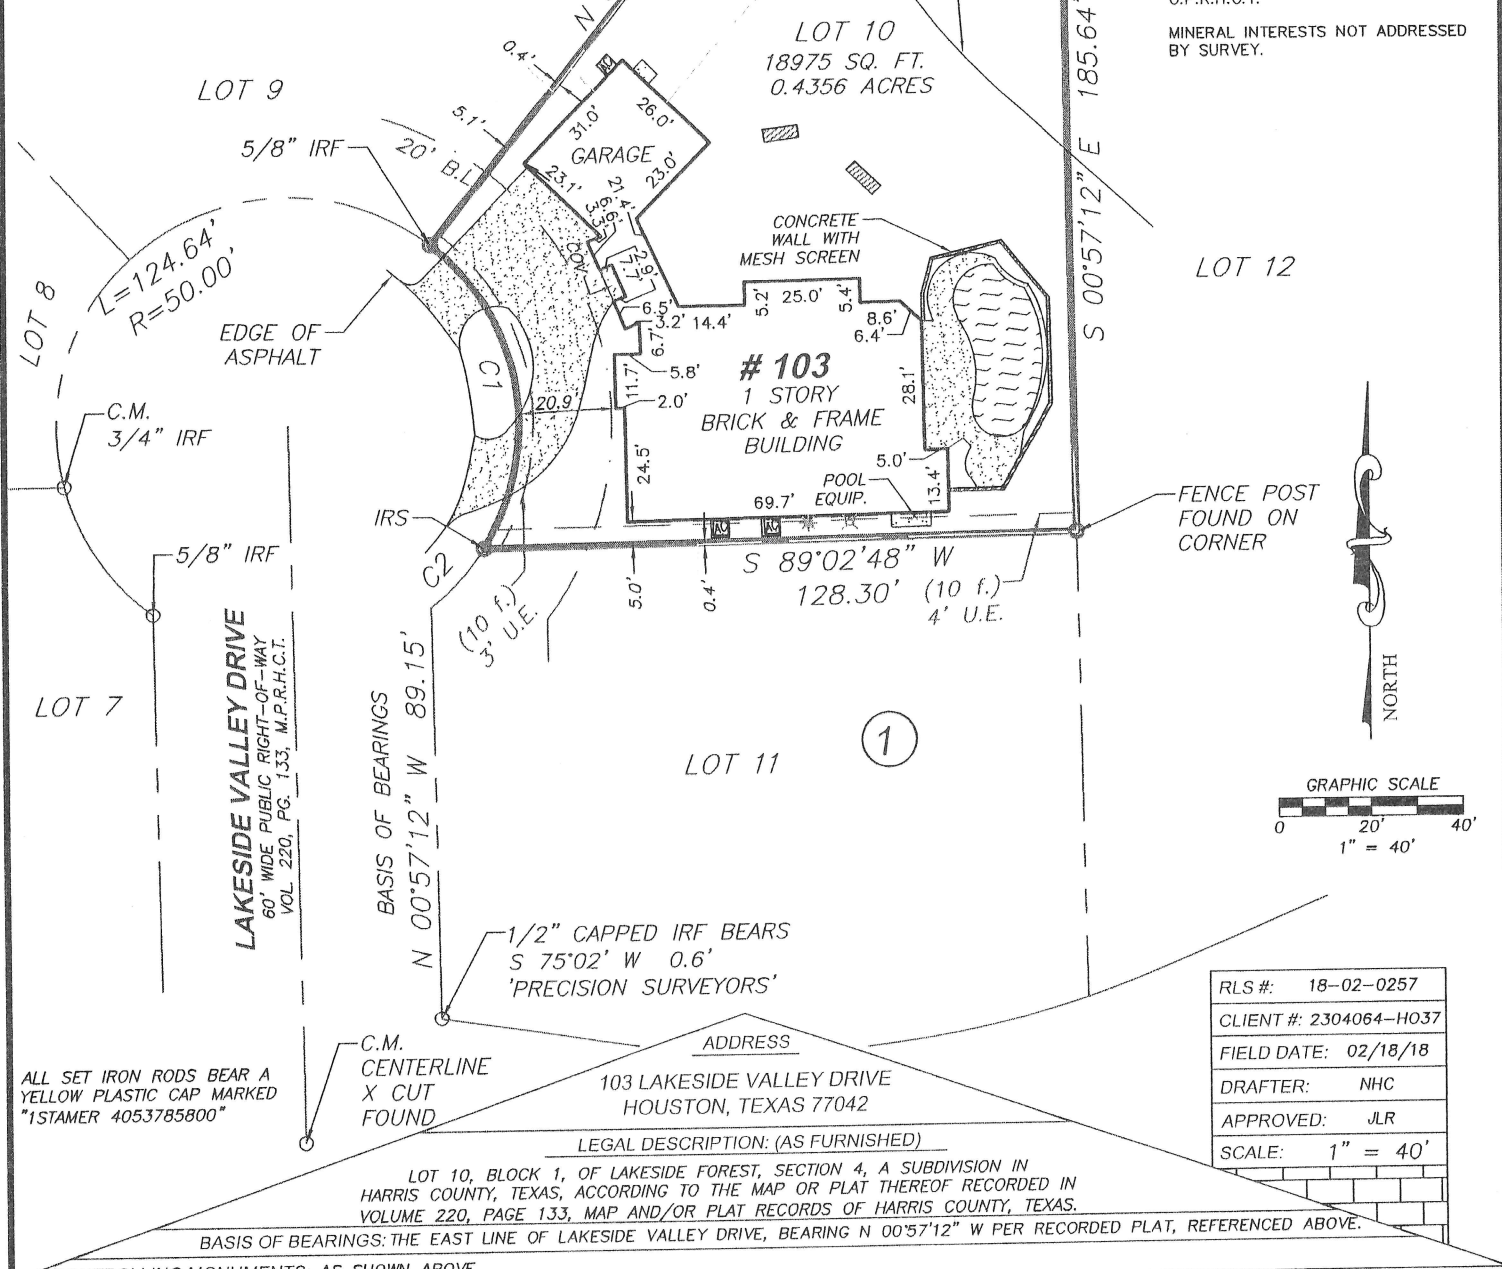 MINERAL INTERESTS NOT ADDRESSED
BY SURVEY.
N
LOT 10
18975 SQ. FT.
0.4356 ACRES
S 00°57'12" E 185.64'
0.4'
5.1'
LOT 9
5/8" IRF
20' B.L.
31.0'
26.0'
GARAGE
23.1'
23.0'
21.4'
6.6'
3.3'
COV.
2.9'
7.7'
CONCRETE
WALL WITH
MESH SCREEN
LOT 12
L=124.64'
R=50.00'
LOT 8
EDGE OF
ASPHALT
C1
20.9'
6.5'
3.2'
14.4'
5.2'
25.0'
5.4'
8.6'
6.4'
6.7'
5.8'
11.7'
2.0'
24.5'
28.1'
# 103
1 STORY
BRICK & FRAME
BUILDING
5.0'
13.4'
POOL
EQUIP.
69.7'
AC
AC
AC
C.M.
3/4" IRF
IRS
C2
5/8" IRF
FENCE POST
FOUND ON
CORNER
S 89°02'48" W
128.30'
5.0'
0.4'
(10 f.)
4' U.E.
(10 f.)
3' U.E.
NORTH
LOT 7
LAKESIDE VALLEY DRIVE
60' WIDE PUBLIC RIGHT-OF-WAY
VOL. 220, PG. 133, M.P.R.H.C.T.
BASIS OF BEARINGS
N 00°57'12" W 89.15'
LOT 11
1
GRAPHIC SCALE
0 20' 40'
1" = 40'
1/2" CAPPED IRF BEARS
S 75°02' W 0.6'
'PRECISION SURVEYORS'
C.M.
CENTERLINE
X CUT
FOUND
ALL SET IRON RODS BEAR A
YELLOW PLASTIC CAP MARKED
"1STAMER 4053785800"
RLS #: 18-02-0257
CLIENT #: 2304064-HO37
FIELD DATE: 02/18/18
DRAFTER: NHC
APPROVED: JLR
SCALE: 1" = 40'
ADDRESS
103 LAKESIDE VALLEY DRIVE
HOUSTON, TEXAS 77042
LEGAL DESCRIPTION: (AS FURNISHED)
LOT 10, BLOCK 1, OF LAKESIDE FOREST, SECTION 4, A SUBDIVISION IN
HARRIS COUNTY, TEXAS, ACCORDING TO THE MAP OR PLAT THEREOF RECORDED IN
VOLUME 220, PAGE 133, MAP AND/OR PLAT RECORDS OF HARRIS COUNTY, TEXAS.
BASIS OF BEARINGS: THE EAST LINE OF LAKESIDE VALLEY DRIVE, BEARING N 00°57'12" W PER RECORDED PLAT, REFERENCED ABOVE.
MONUMENTS: AS SHOWN ABOVE